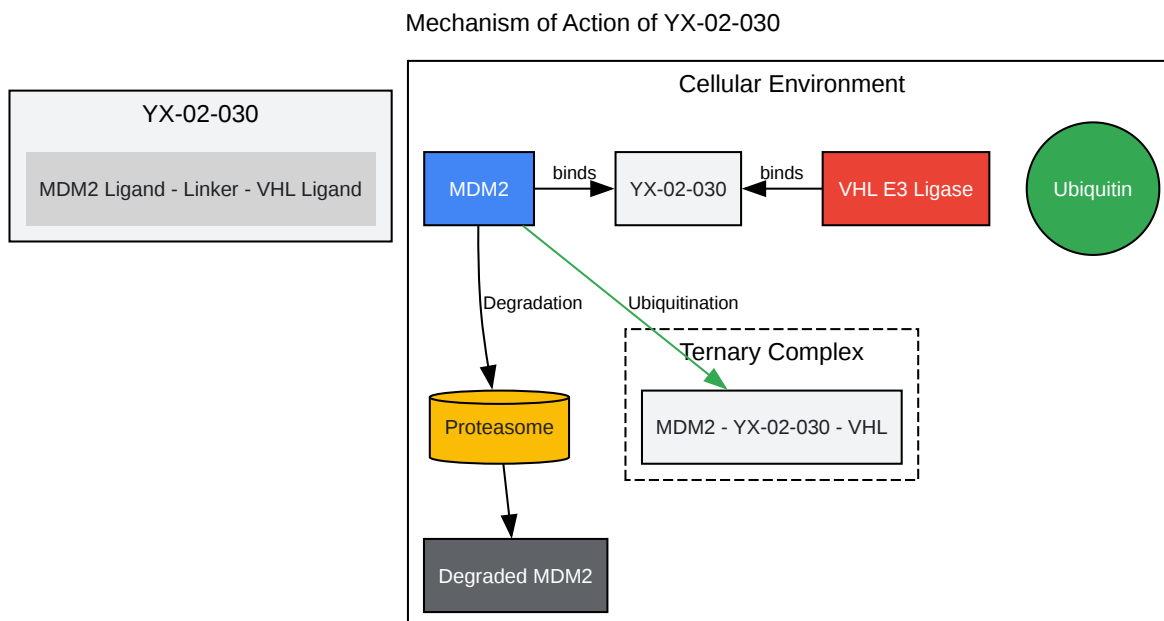 Mechanism of Action of YX-02-030
Cellular Environment
YX-02-030
MDM2 Ligand - Linker - VHL Ligand
MDM2
binds
YX-02-030
binds
VHL E3 Ligase
Ubiquitin
Degradation
Ubiquitination
Ternary Complex
Proteasome
MDM2 - YX-02-030 - VHL
Degraded MDM2